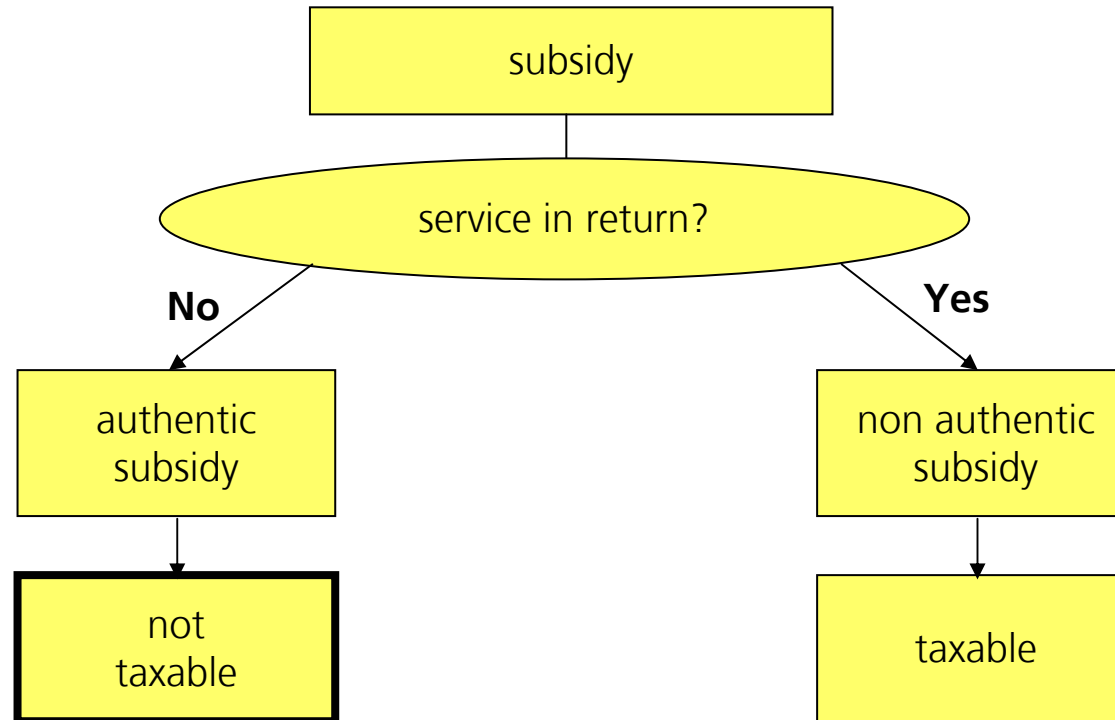 subsidy
service in return?
No
Yes
authentic
subsidy
non authentic
subsidy
not
taxable
taxable